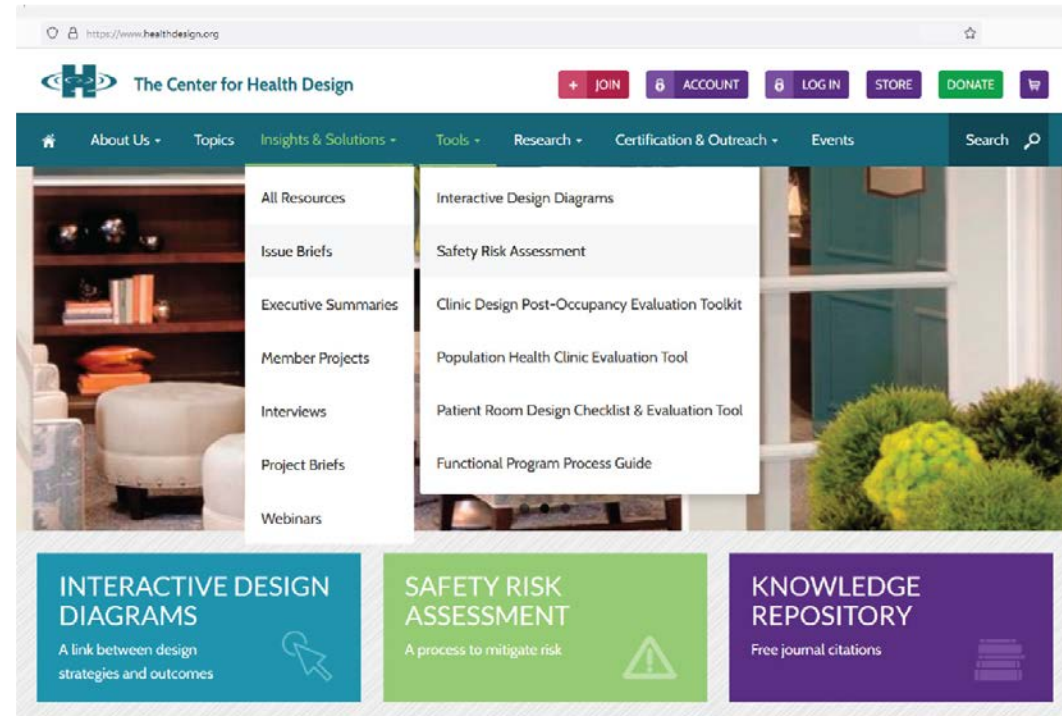 https://www.healthdesign.org
The Center for Health Design
+ JOIN
ACCOUNT
LOG IN
STORE
DONATE
About Us
Topics
Insights & Solutions
Tools
Research
Certification & Outreach
Events
Search
All Resources
Issue Briefs
Executive Summaries
Member Projects
Interviews
Project Briefs
Webinars
Interactive Design Diagrams
Safety Risk Assessment
Clinic Design Post-Occupancy Evaluation Toolkit
Population Health Clinic Evaluation Tool
Patient Room Design Checklist & Evaluation Tool
Functional Program Process Guide
INTERACTIVE DESIGN
DIAGRAMS
A link between design
strategies and outcomes
SAFETY RISK
ASSESSMENT
A process to mitigate risk
KNOWLEDGE
REPOSITORY
Free journal citations